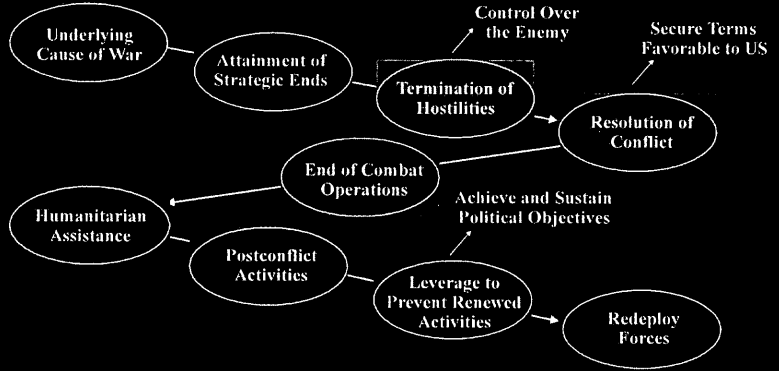 Underlying
Cause of War
Attainment of
Strategic Ends
Control Over
the Enemy
Termination of
Hostilities
Secure Terms
Favorable to US
Resolution of
Conflict
End of Combat
Operations
Humanitarian
Assistance
Postconflict
Activities
Achieve and Sustain
Political Objectives
Leverage to
Prevent Renewed
Activities
Redeploy
Forces